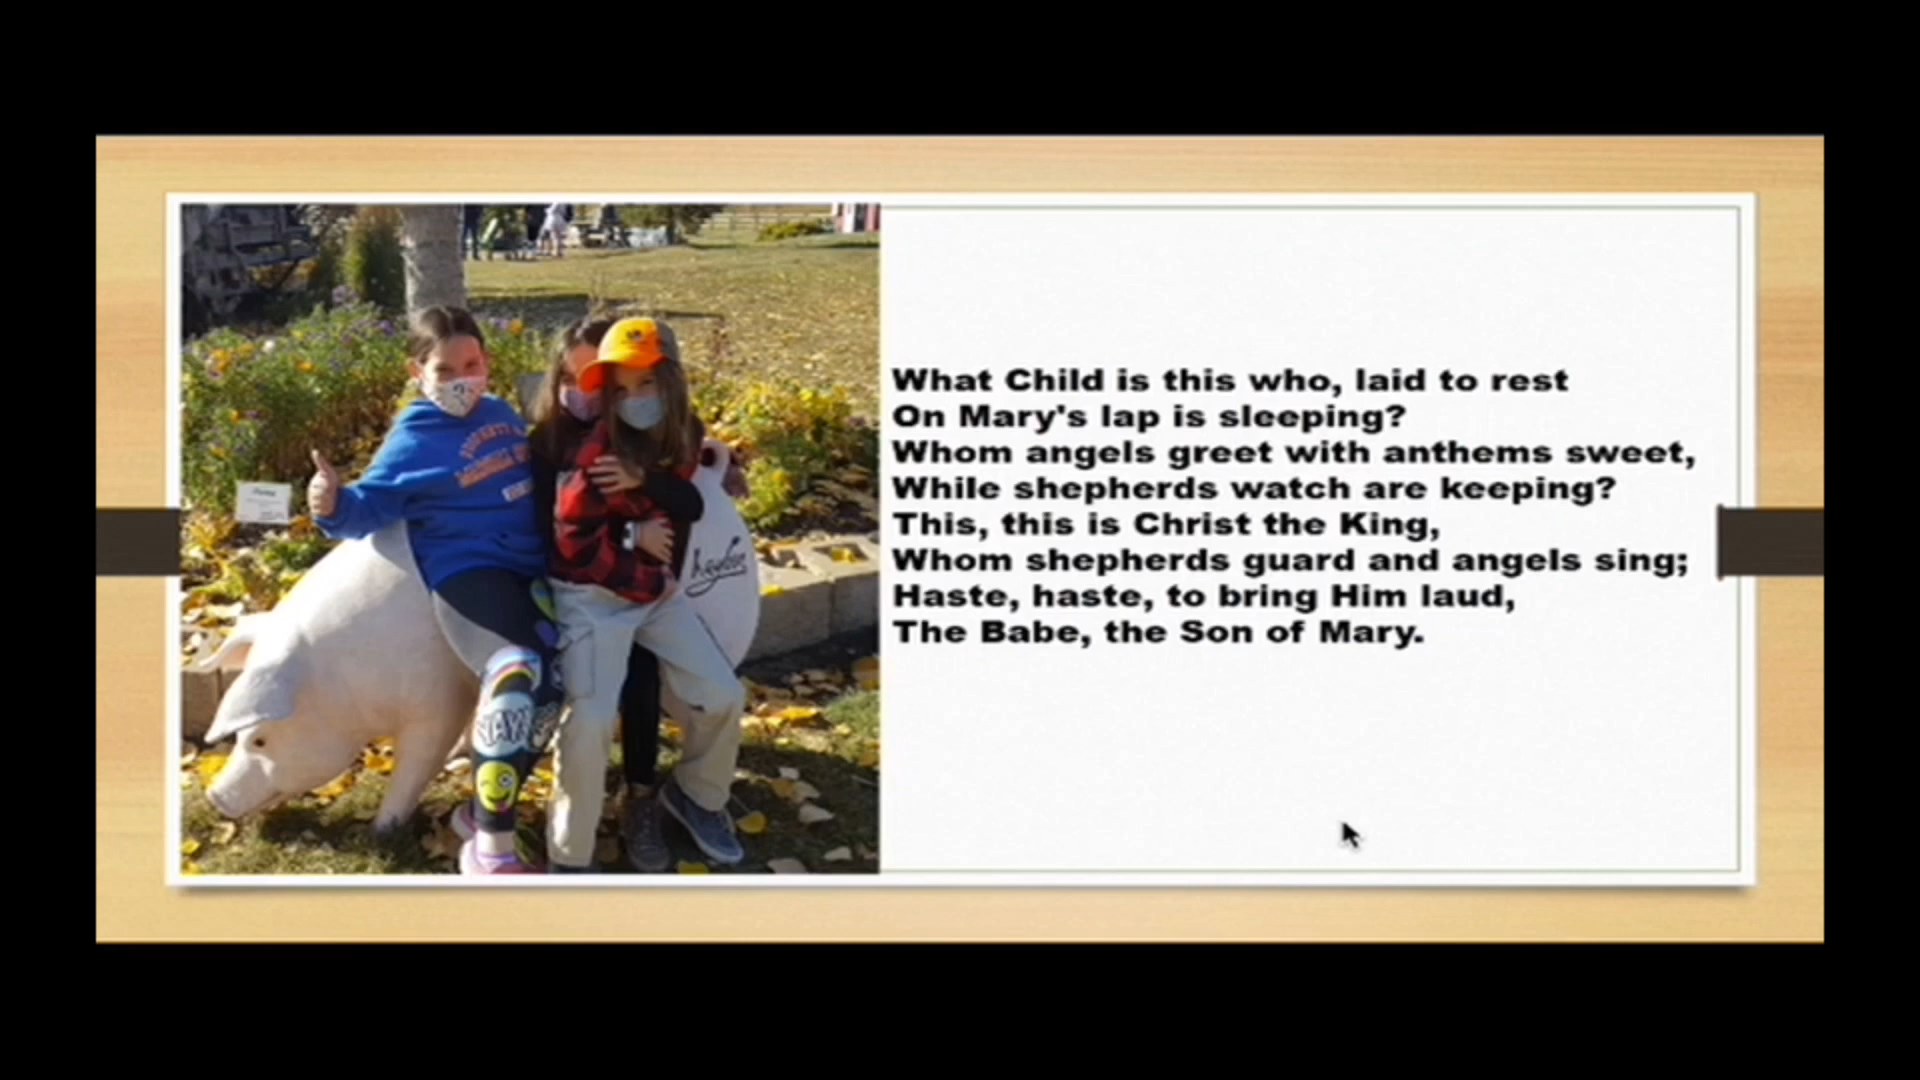 What Child is this who, laid to rest
On Mary's lap is sleeping?
Whom angels greet with anthems sweet,
While shepherds watch are keeping?
This, this is Christ the King,
Whom shepherds guard and angels sing;
Haste, haste, to bring Him laud,
The Babe, the Son of Mary.